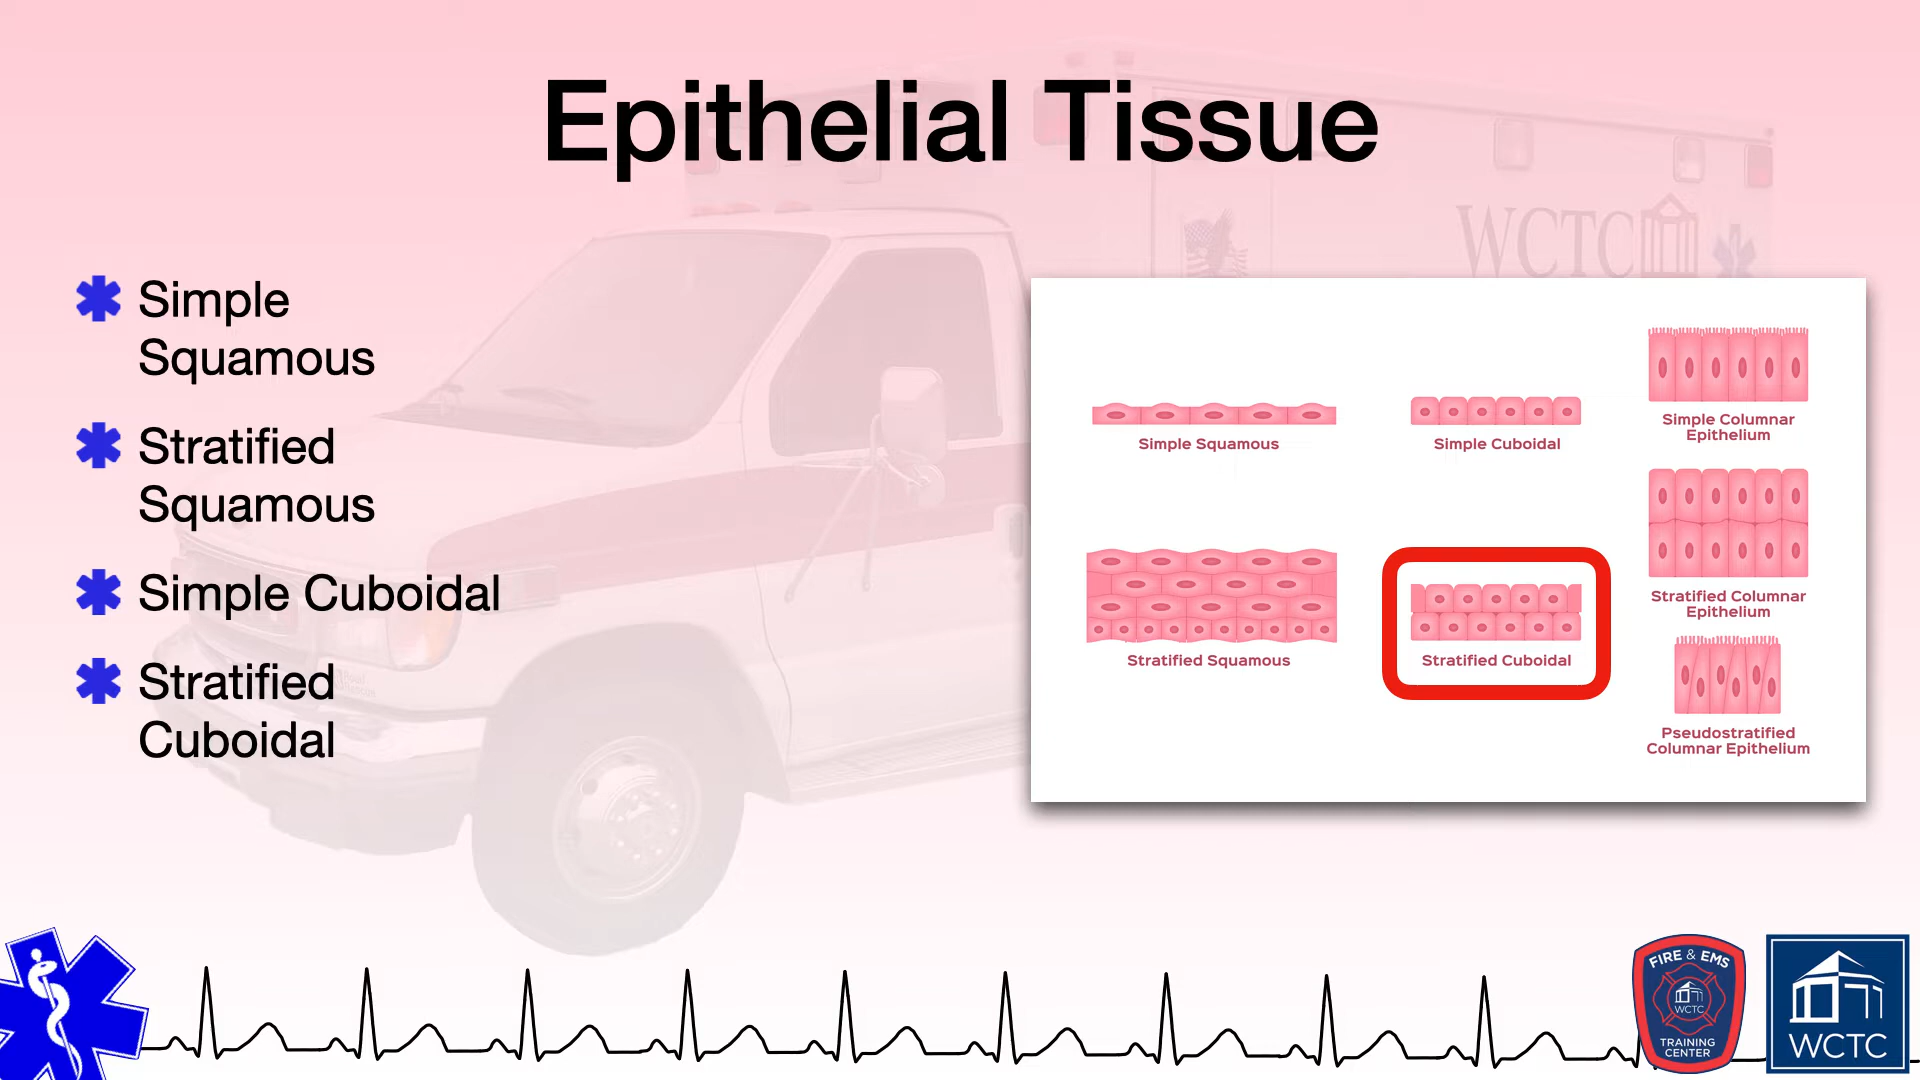 Epithelial Tissue
WCTC
Simple
Squamous
Stratified
Squamous
Simple Cuboidal
Stratified
Cuboidal
Simple Squamous
Simple Cuboidal
Simple Columnar
Epithelium
Stratified Squamous
Stratified Cuboidal
Stratified Columnar
Epithelium
Pseudostratified
Columnar Epithelium
FIRE & EMS
WCTC
TRAINING
CENTER
WCTC